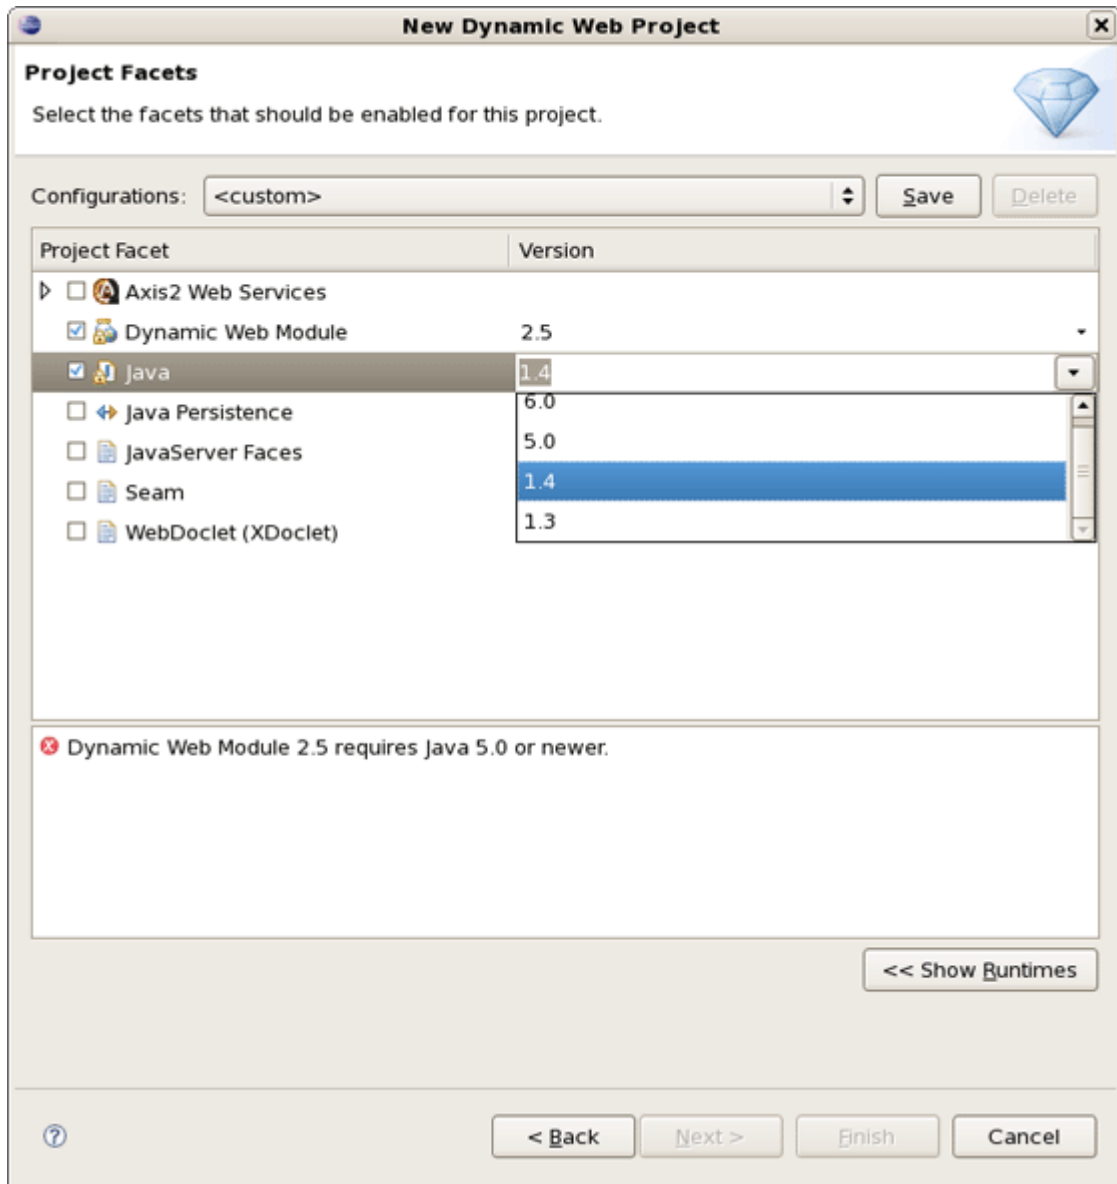 New Dynamic Web Project
Project Facets
Select the facets that should be enabled for this project.
Configurations: <custom> Save Delete
Project Facet Version
Axis2 Web Services
Dynamic Web Module 2.5
Java 1.4
6.0
Java Persistence
5.0
JavaServer Faces
1.4
Seam
1.3
WebDoclet (XDoclet)
Dynamic Web Module 2.5 requires Java 5.0 or newer.
<< Show Runtimes
< Back Next > Finish Cancel